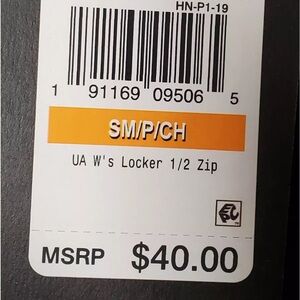 HN-P1-19
1 91169 09506 5
SM/P/CH
UA W's Locker 1/2 Zip
MSRP $40.00